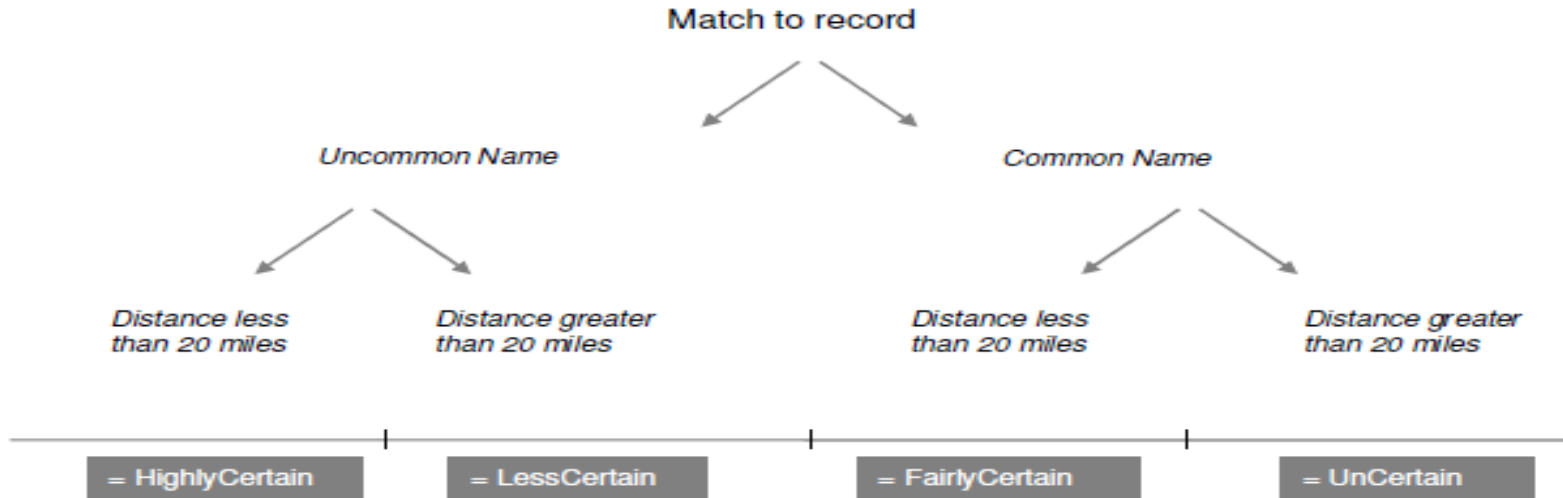 Match to record
Uncommon Name
Common Name
Distance less
than 20 miles
Distance greater
than 20 miles
Distance less
than 20 miles
Distance greater
than 20 miles
= HighlyCertain
= LessCertain
= FairlyCertain
= UnCertain